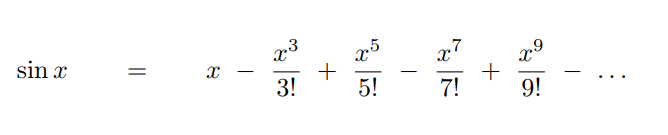 sin x = x − x³/3! + x⁵/5! − x⁷/7! + x⁹/9! − …